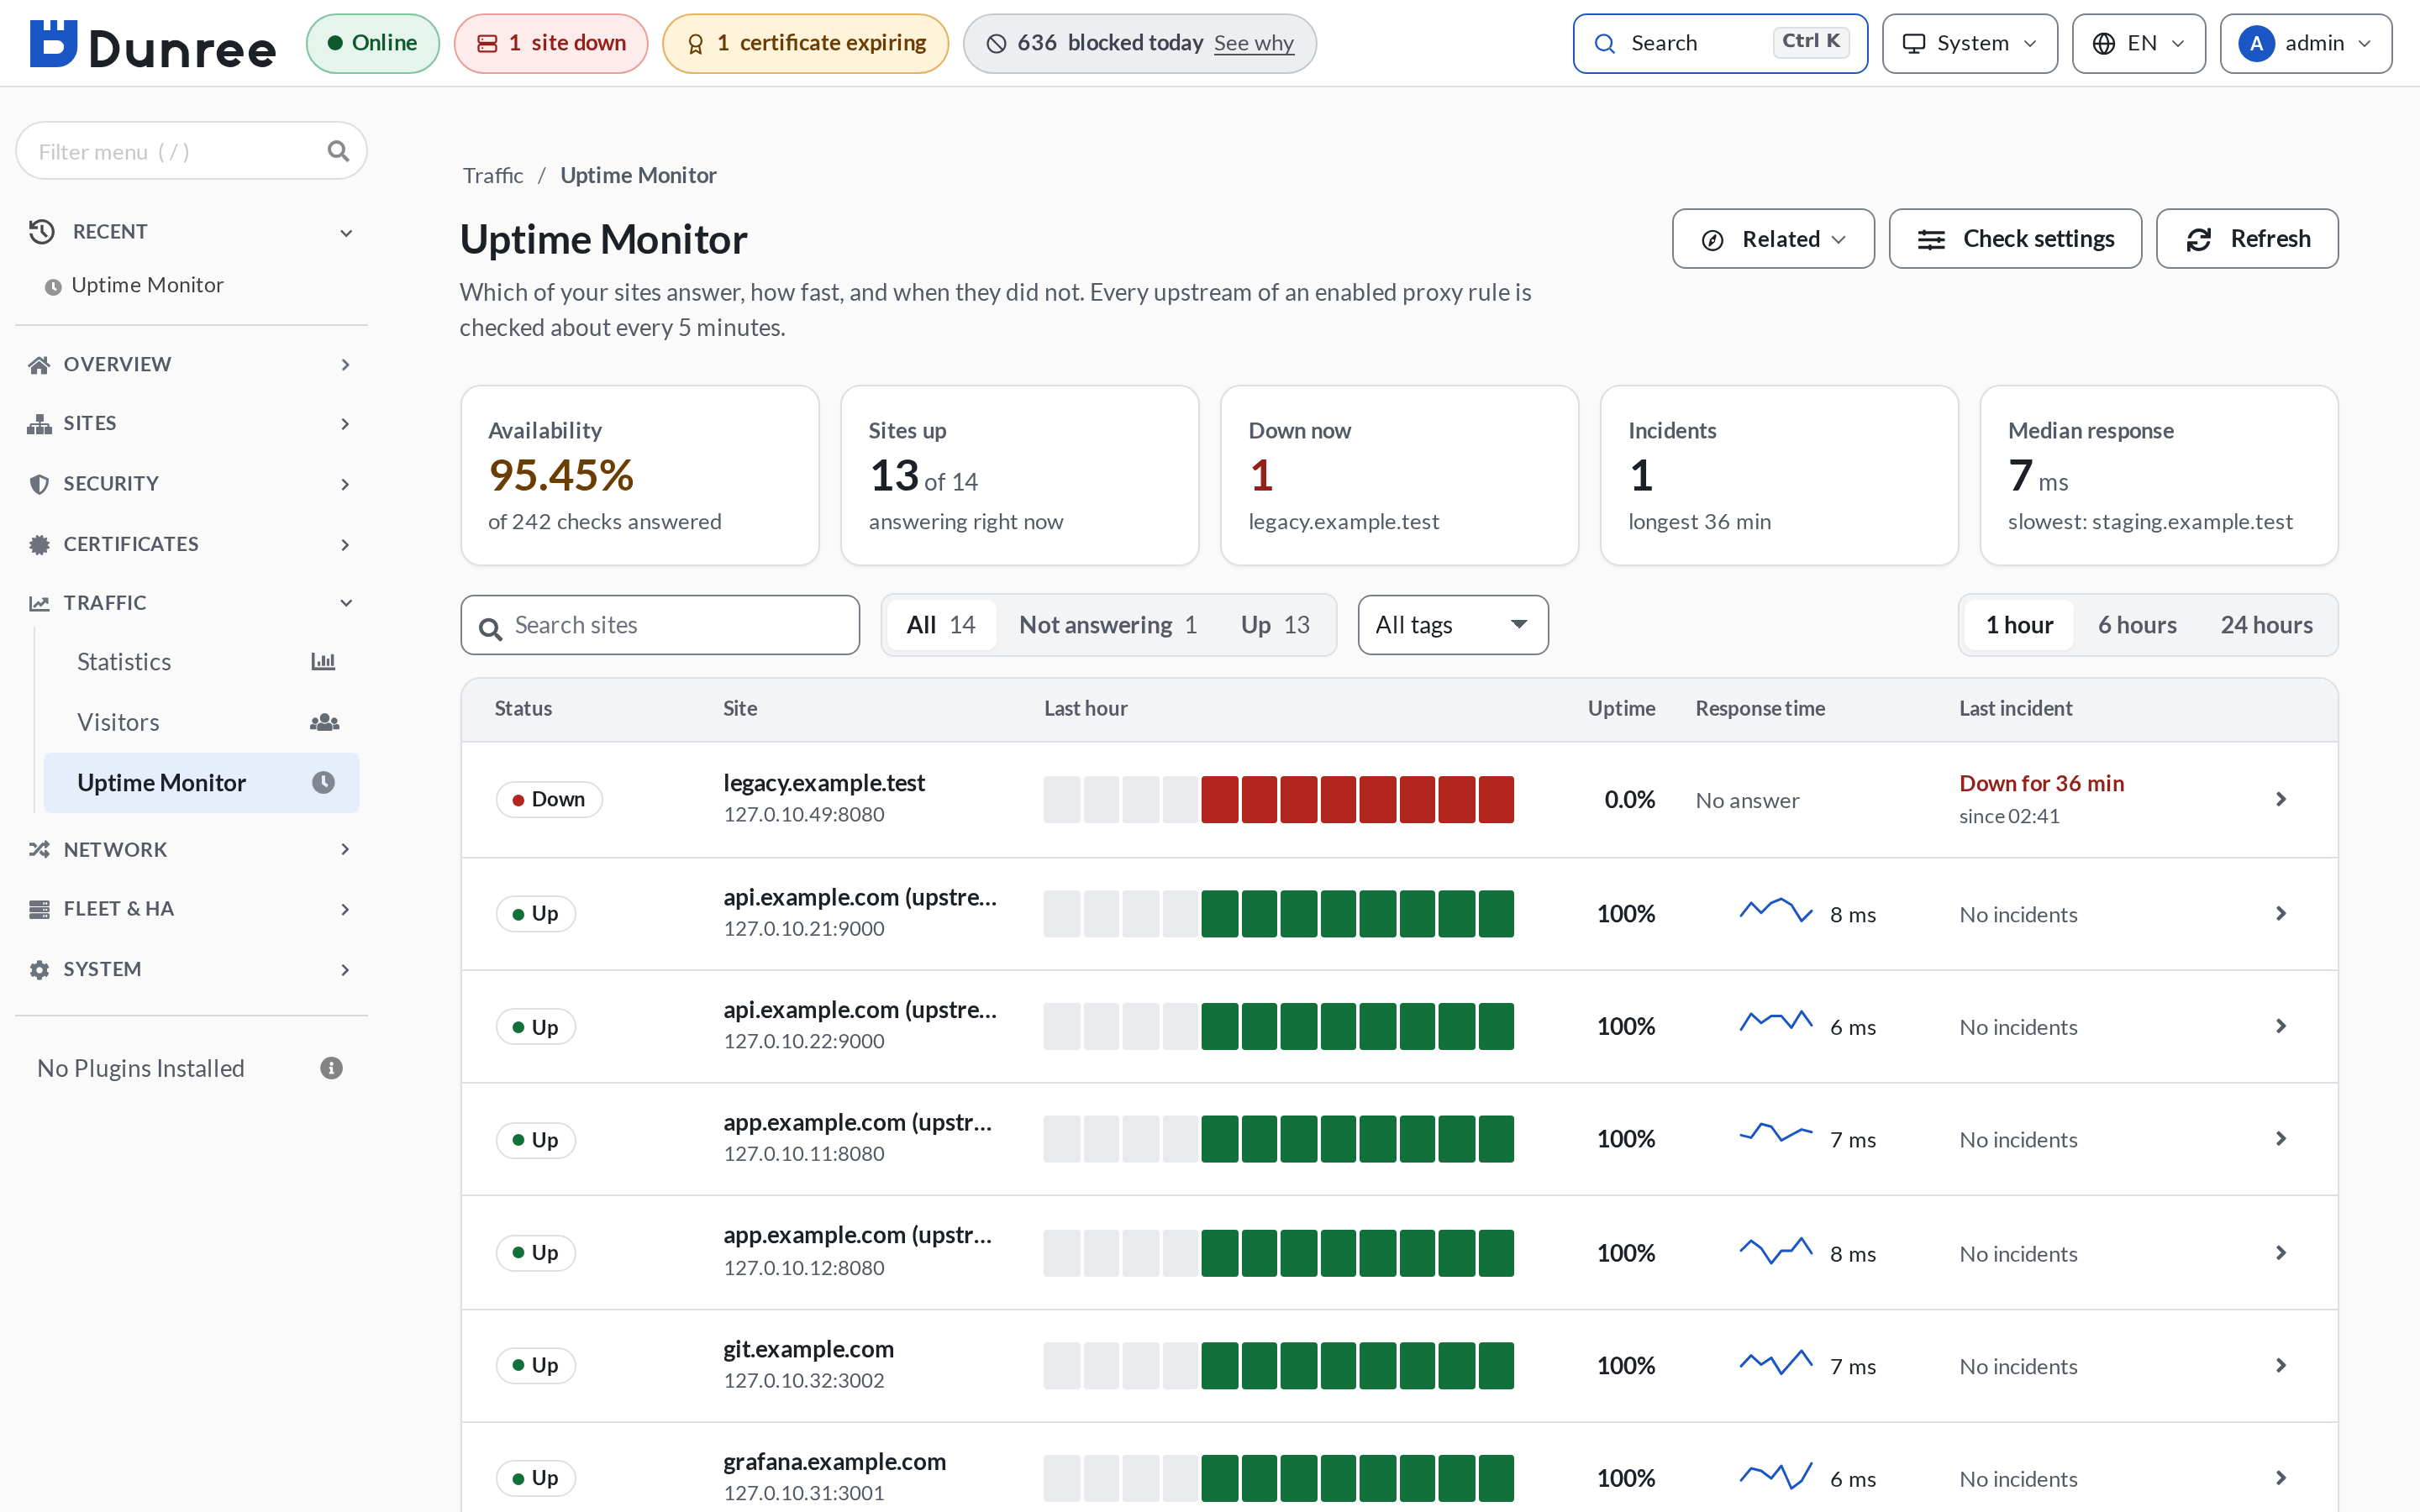 Dunree
Online
1 site down
1 certificate expiring
636 blocked today See why
Search Ctrl K
System
EN
A admin
Filter menu ( / )
RECENT
Uptime Monitor
OVERVIEW
SITES
SECURITY
CERTIFICATES
TRAFFIC
Statistics
Visitors
Uptime Monitor
NETWORK
FLEET & HA
SYSTEM
No Plugins Installed
Traffic / Uptime Monitor
Uptime Monitor
Related
Check settings
Refresh
Which of your sites answer, how fast, and when they did not. Every upstream of an enabled proxy rule is
checked about every 5 minutes.
Availability
95.45%
of 242 checks answered
Sites up
13 of 14
answering right now
Down now
1
legacy.example.test
Incidents
1
longest 36 min
Median response
7 ms
slowest: staging.example.test
Search sites
All 14
Not answering 1
Up 13
All tags
1 hour
6 hours
24 hours
Status Site Last hour Uptime Response time Last incident
Down legacy.example.test 0.0% No answer Down for 36 min
127.0.10.49:8080 since 02:41
Up api.example.com (upstre... 100% 8 ms No incidents
127.0.10.21:9000
Up api.example.com (upstre... 100% 6 ms No incidents
127.0.10.22:9000
Up app.example.com (upstr... 100% 7 ms No incidents
127.0.10.11:8080
Up app.example.com (upstr... 100% 8 ms No incidents
127.0.10.12:8080
Up git.example.com 100% 7 ms No incidents
127.0.10.32:3002
Up grafana.example.com 100% 6 ms No incidents
127.0.10.31:3001